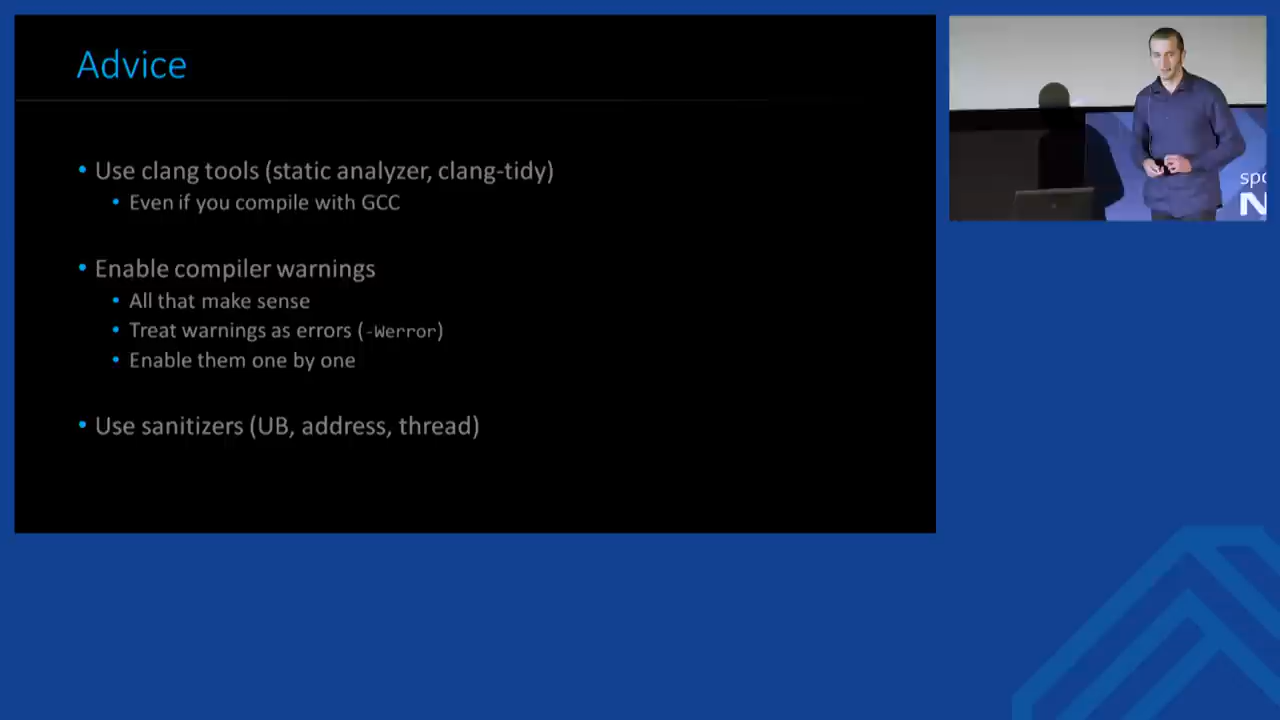 Advice
• Use clang tools (static analyzer, clang-tidy)
• Even if you compile with GCC
• Enable compiler warnings
• All that make sense
• Treat warnings as errors (-Werror)
• Enable them one by one
• Use sanitizers (UB, address, thread)
spo
N